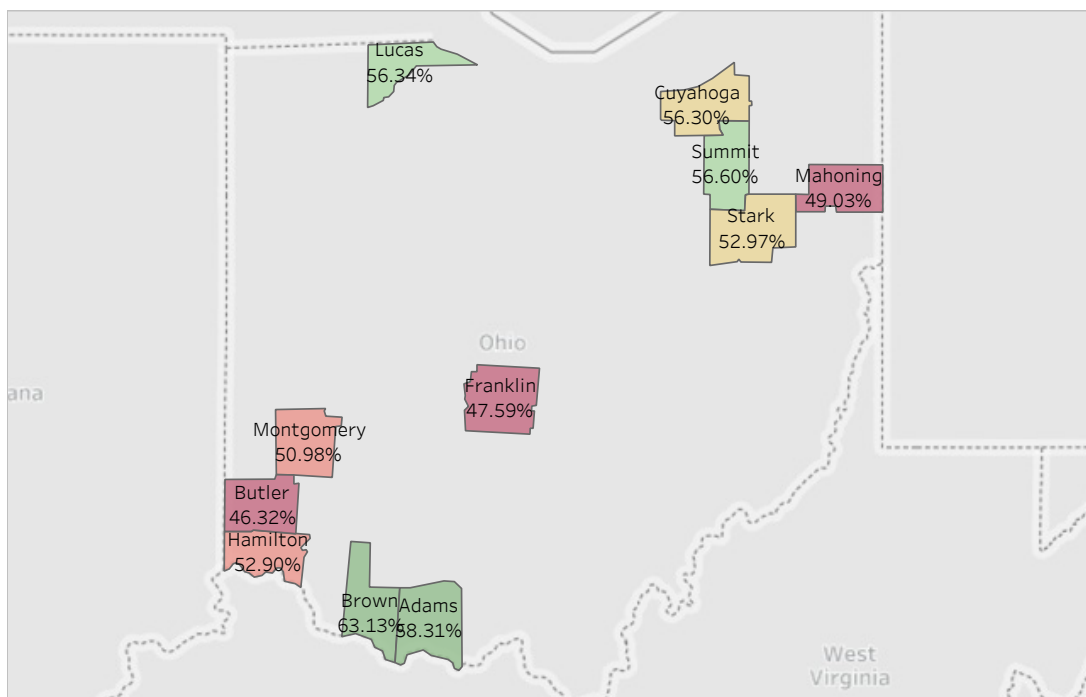 Lucas
56.34%
Cuyahoga
56.30%
Summit
56.60%
Mahoning
49.03%
Stark
52.97%
Ohio
ana
Franklin
47.59%
Montgomery
50.98%
Butler
46.32%
Hamilton
52.90%
Brown
63.13%
Adams
58.31%
West
Virginia